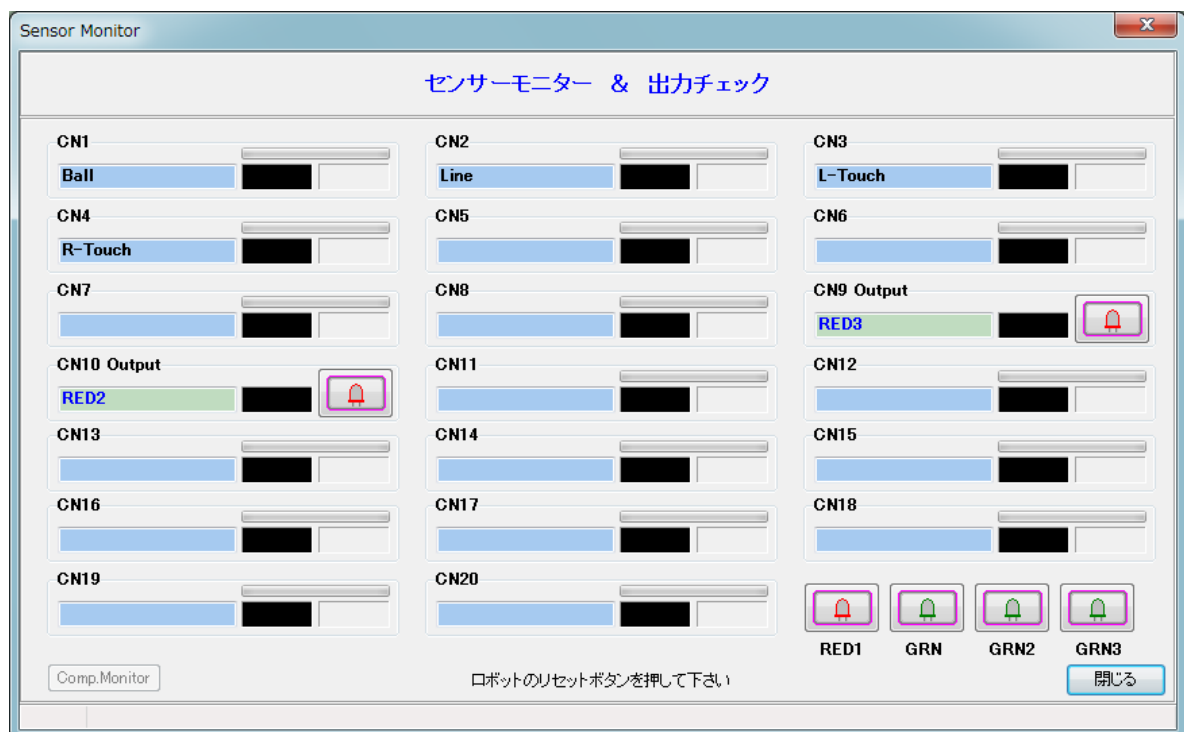 Sensor Monitor
センサーモニター ＆ 出力チェック
CN1
Ball
CN2
Line
CN3
L-Touch
CN4
R-Touch
CN5
CN6
CN7
CN8
CN9 Output
RED3
CN10 Output
RED2
CN11
CN12
CN13
CN14
CN15
CN16
CN17
CN18
CN19
CN20
RED1
GRN
GRN2
GRN3
Comp.Monitor
ロボットのリセットボタンを押して下さい
閉じる